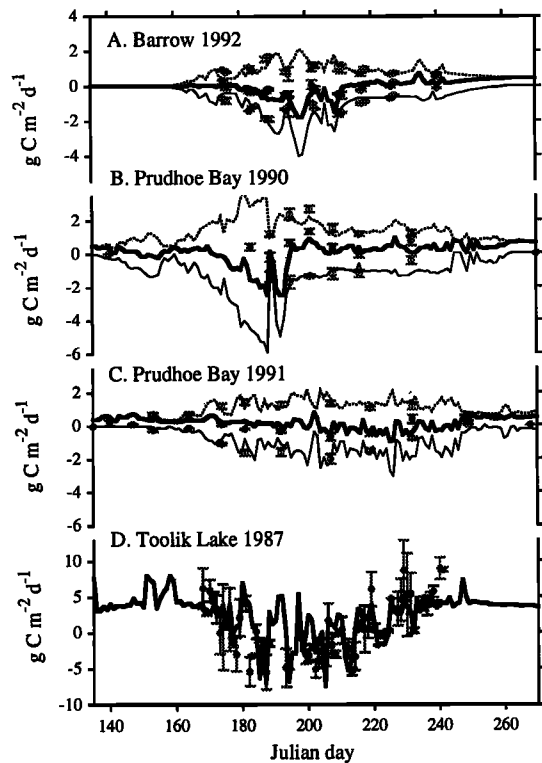 4
A. Barrow 1992
2
0
-2
-4
g C m⁻² d⁻¹
B. Prudhoe Bay 1990
2
0
-2
-4
-6
g C m⁻² d⁻¹
C. Prudhoe Bay 1991
2
0
-2
-4
-6
g C m⁻² d⁻¹
D. Toolik Lake 1987
10
5
0
-5
-10
g C m⁻² d⁻¹
140 160 180 200 220 240 260
Julian day